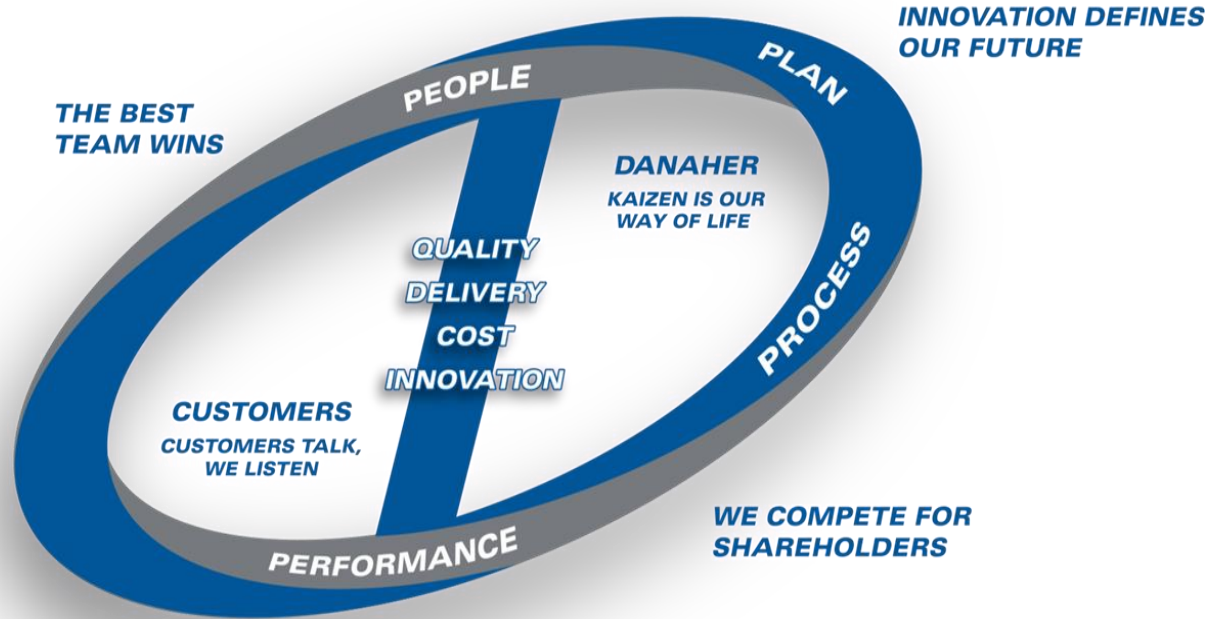 INNOVATION DEFINES
OUR FUTURE
PLAN
PEOPLE
THE BEST
TEAM WINS
DANAHER
KAIZEN IS OUR
WAY OF LIFE
QUALITY
DELIVERY
COST
INNOVATION
PROCESS
CUSTOMERS
CUSTOMERS TALK,
WE LISTEN
WE COMPETE FOR
SHAREHOLDERS
PERFORMANCE